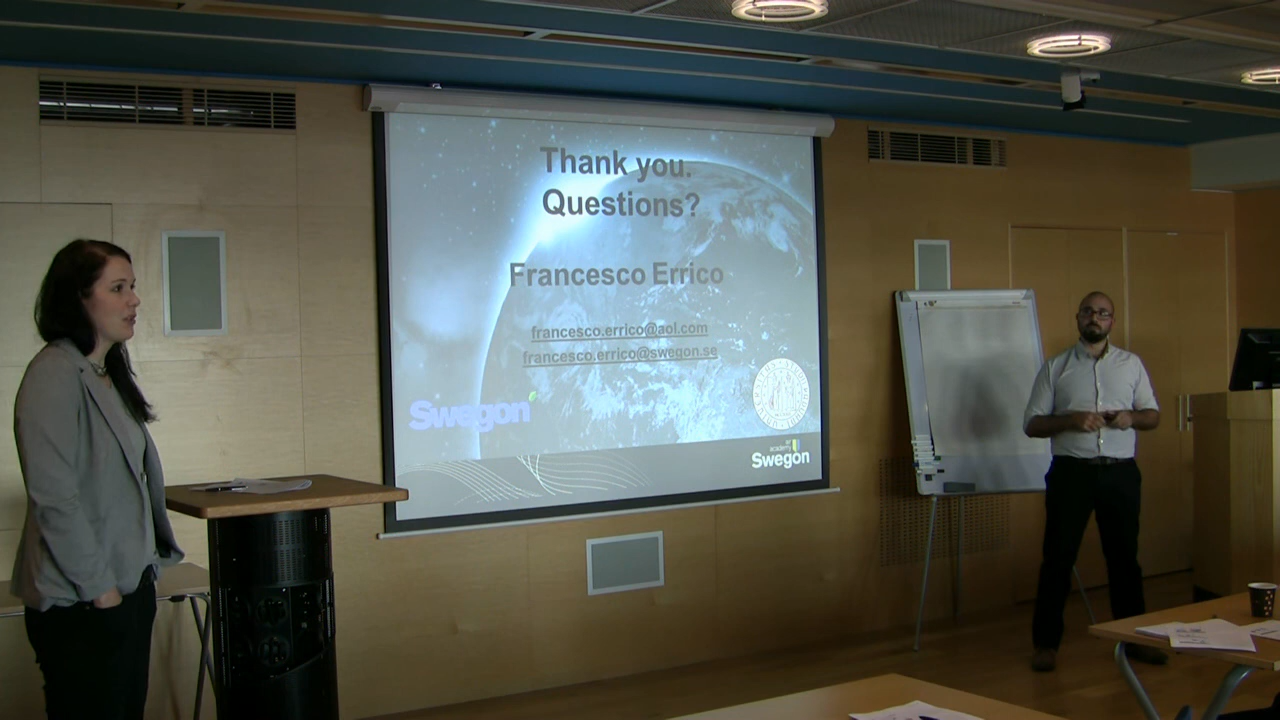 Thank you.
Questions?
Francesco Errico
francesco.errico@aol.com
francesco.errico@swegon.se
Swegon
academy
Swegon